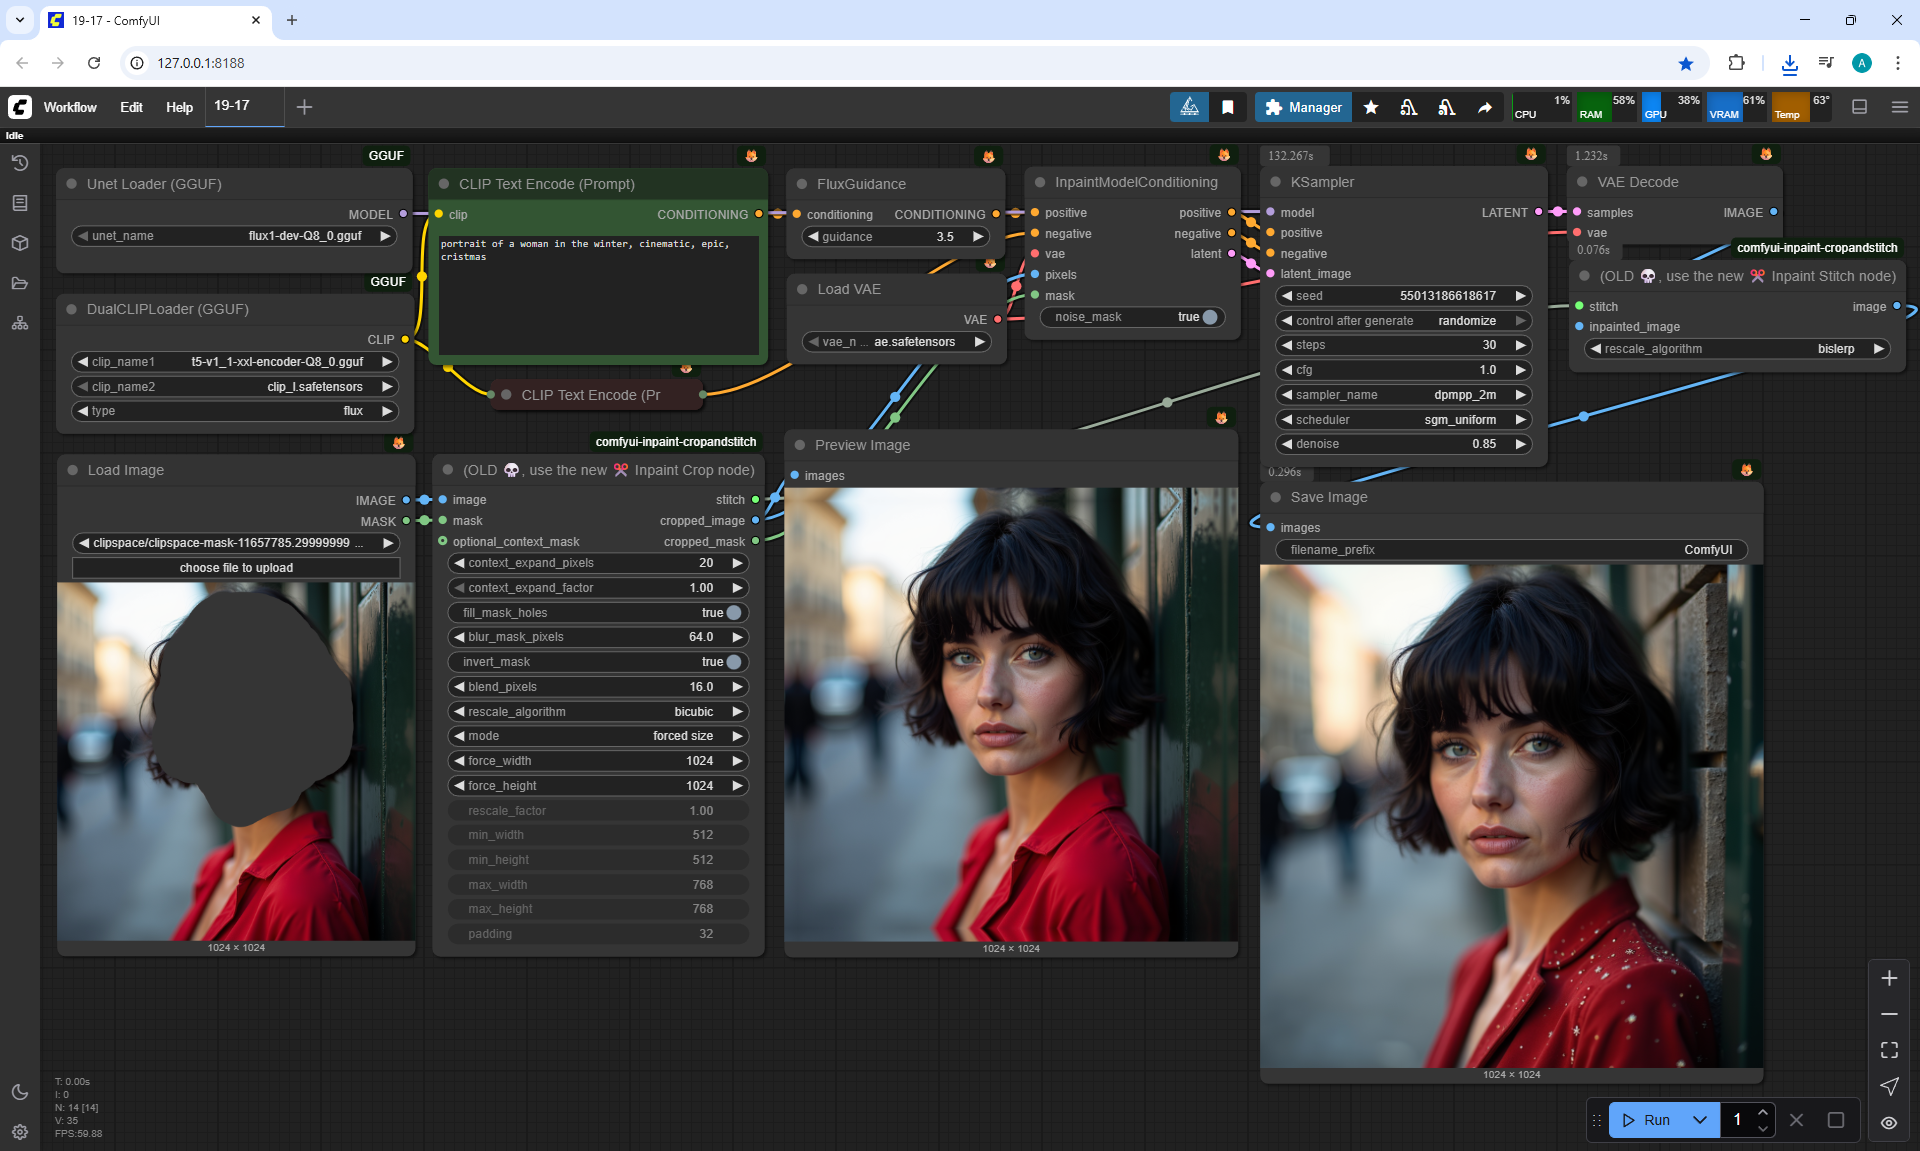 19-17 - ComfyUI
127.0.0.1:8188
A
Workflow
Edit
Help
19-17
Manager
CPU 1%
RAM 58%
GPU 38%
VRAM 61%
Temp 63°
Idle
GGUF
Unet Loader (GGUF)
MODEL
unet_name flux1-dev-Q8_0.gguf
GGUF
DualCLIPLoader (GGUF)
CLIP
clip_name1 t5-v1_1-xxl-encoder-Q8_0.gguf
clip_name2 clip_l.safetensors
type flux
CLIP Text Encode (Prompt)
clip CONDITIONING
portrait of a woman in the winter, cinematic, epic,
cristmas
CLIP Text Encode (Pr
FluxGuidance
conditioning CONDITIONING
guidance 3.5
Load VAE
VAE
vae_n ... ae.safetensors
InpaintModelConditioning
positive positive
negative negative
vae latent
pixels
mask
noise_mask true
132.267s
KSampler
model LATENT
positive
negative
latent_image
seed 55013186618617
control after generate randomize
steps 30
cfg 1.0
sampler_name dpmpp_2m
scheduler sgm_uniform
denoise 0.85
1.232s
VAE Decode
samples IMAGE
vae
0.076s
comfyui-inpaint-cropandstitch
(OLD 💀, use the new ✂️ Inpaint Stitch node)
stitch image
inpainted_image
rescale_algorithm bislerp
Load Image
IMAGE
MASK
clipspace/clipspace-mask-11657785.29999999 ...
choose file to upload
1024 × 1024
comfyui-inpaint-cropandstitch
(OLD 💀, use the new ✂️ Inpaint Crop node)
image stitch
mask cropped_image
optional_context_mask cropped_mask
context_expand_pixels 20
context_expand_factor 1.00
fill_mask_holes true
blur_mask_pixels 64.0
invert_mask true
blend_pixels 16.0
rescale_algorithm bicubic
mode forced size
force_width 1024
force_height 1024
rescale_factor 1.00
min_width 512
min_height 512
max_width 768
max_height 768
padding 32
Preview Image
images
1024 × 1024
0.296s
Save Image
images
filename_prefix ComfyUI
1024 × 1024
T: 0.00s
I: 0
N: 14 [14]
V: 35
FPS:59.88
Run
1